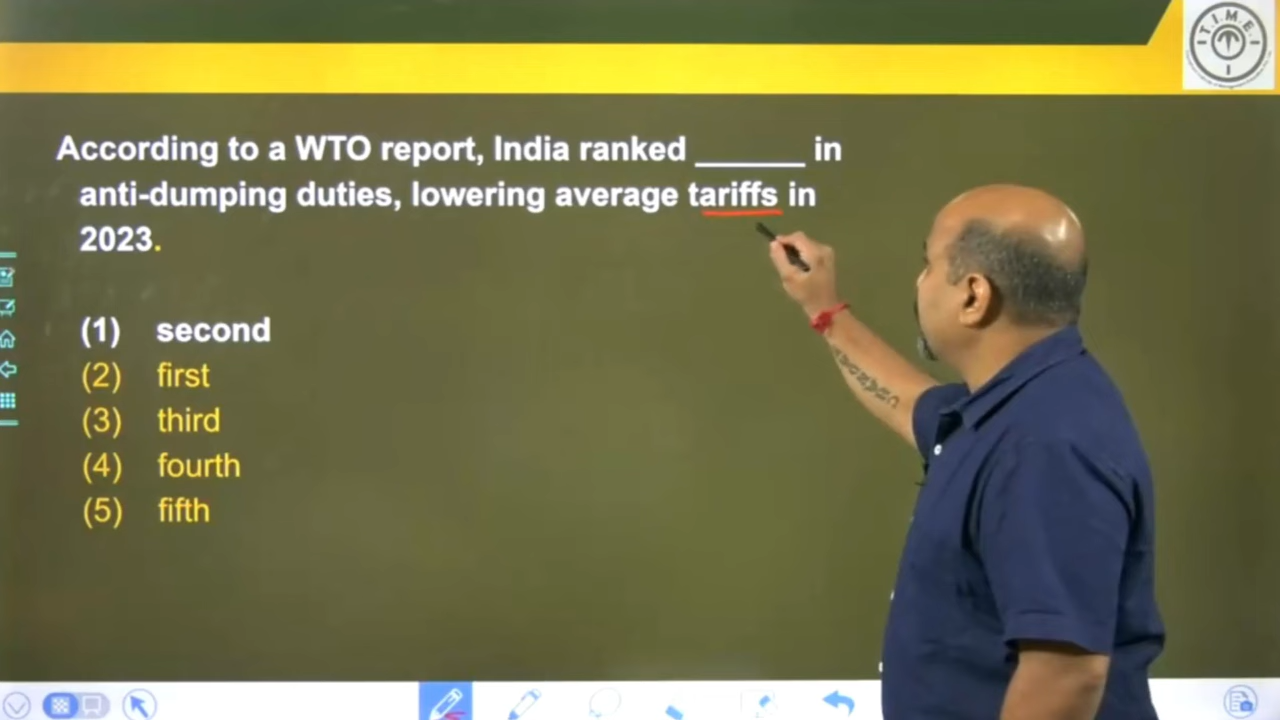 T.I.M.E.
According to a WTO report, India ranked ______ in
anti-dumping duties, lowering average tariffs in
2023.
(1) second
(2) first
(3) third
(4) fourth
(5) fifth